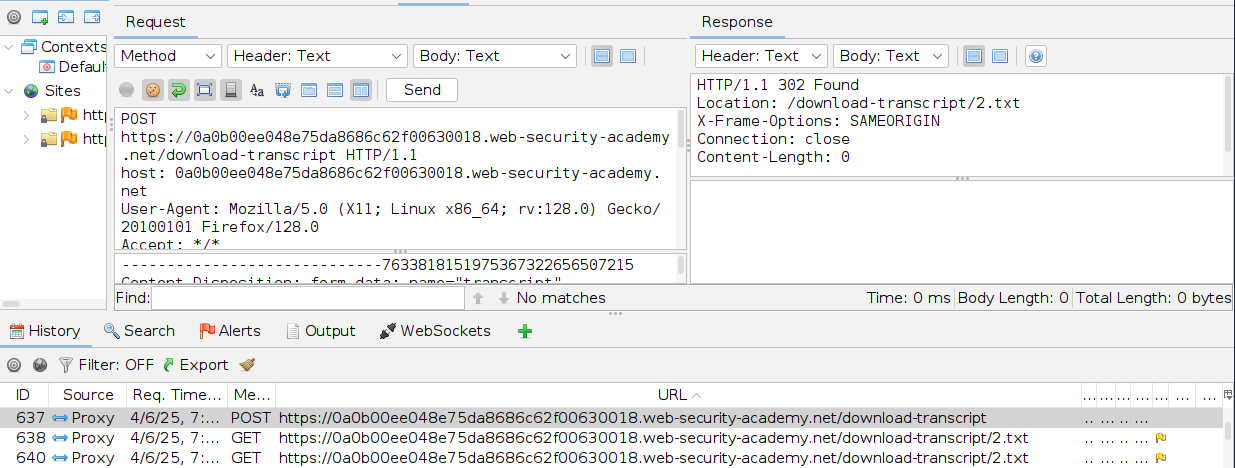 Request
Response
Contexts
Default
Sites
http
http
Method
Header: Text
Body: Text
Header: Text
Body: Text
Send
POST
https://0a0b00ee048e75da8686c62f00630018.web-security-academy
.net/download-transcript HTTP/1.1
host: 0a0b00ee048e75da8686c62f00630018.web-security-academy.
net
User-Agent: Mozilla/5.0 (X11; Linux x86_64; rv:128.0) Gecko/
20100101 Firefox/128.0
Accept: */*
HTTP/1.1 302 Found
Location: /download-transcript/2.txt
X-Frame-Options: SAMEORIGIN
Connection: close
Content-Length: 0
-----------------------------76338181519753673226565​07215
Content-Disposition: form-data; name="transcript"
Find:
No matches
Time: 0 ms
Body Length: 0
Total Length: 0 bytes
History
Search
Alerts
Output
WebSockets
Filter: OFF
Export
ID Source Req. Time... Me... URL ... ... ... ... ... ... ...
637 Proxy 4/6/25, 7:... POST https://0a0b00ee048e75da8686c62f00630018.web-security-academy.net/download-transcript
638 Proxy 4/6/25, 7:... GET https://0a0b00ee048e75da8686c62f00630018.web-security-academy.net/download-transcript/2.txt
640 Proxy 4/6/25, 7:... GET https://0a0b00ee048e75da8686c62f00630018.web-security-academy.net/download-transcript/2.txt